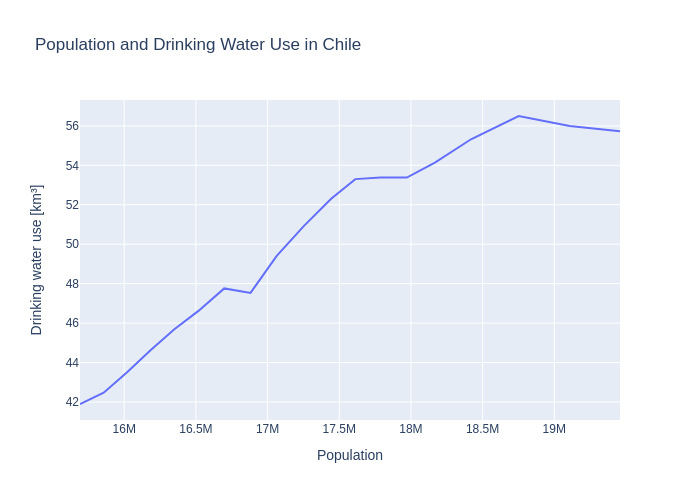 Population and Drinking Water Use in Chile
Drinking water use [km³]
56
54
52
50
48
46
44
42
16M
16.5M
17M
17.5M
18M
18.5M
19M
Population